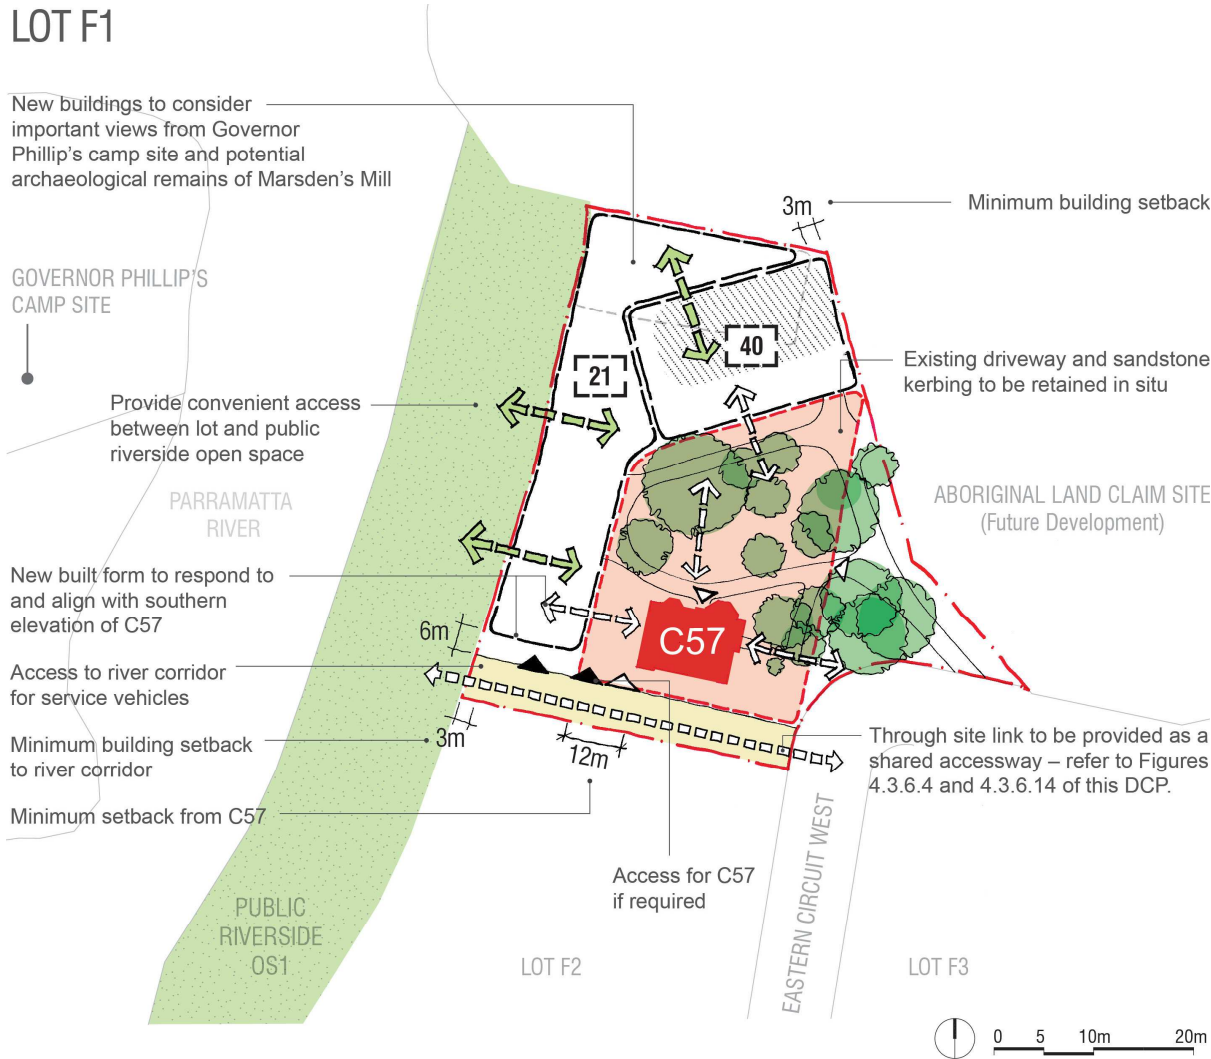 LOT F1
New buildings to consider
important views from Governor
Phillip's camp site and potential
archaeological remains of Marsden's Mill
3m
Minimum building setback
GOVERNOR PHILLIP'S
CAMP SITE
40
21
Existing driveway and sandstone
kerbing to be retained in situ
Provide convenient access
between lot and public
riverside open space
PARRAMATTA
RIVER
ABORIGINAL LAND CLAIM SITE
(Future Development)
New built form to respond to
and align with southern
elevation of C57
6m
C57
Access to river corridor
for service vehicles
Minimum building setback
to river corridor
3m
12m
Through site link to be provided as a
shared accessway – refer to Figures
4.3.6.4 and 4.3.6.14 of this DCP.
Minimum setback from C57
Access for C57
if required
EASTERN CIRCUIT WEST
PUBLIC
RIVERSIDE
OS1
LOT F2
LOT F3
0 5 10m 20m